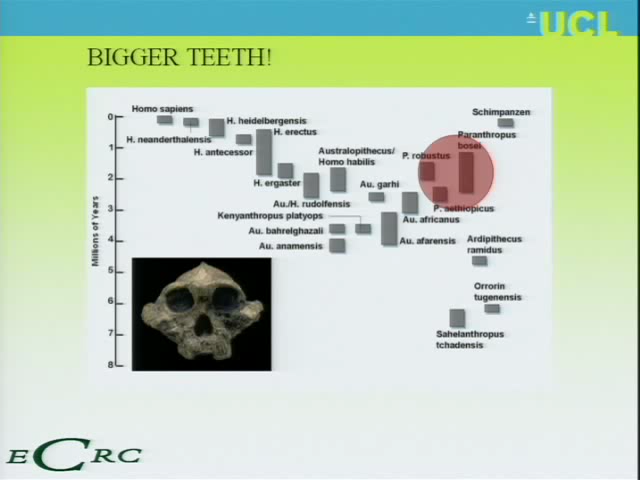 UCL
BIGGER TEETH!
Homo sapiens
H. neanderthalensis
H. heidelbergensis
H. antecessor
H. erectus
H. ergaster
Au./H. rudolfensis
Australopithecus/
Homo habilis
Au. garhi
P. robustus
Paranthropus
bosei
Schimpanzen
P. aethiopicus
Au. africanus
Kenyanthropus platyops
Au. bahrelghazali
Au. anamensis
Au. afarensis
Ardipithecus
ramidus
Orrorin
tugenensis
Sahelanthropus
tchadensis
Millions of Years
0
1
2
3
4
5
6
7
8
ECRC